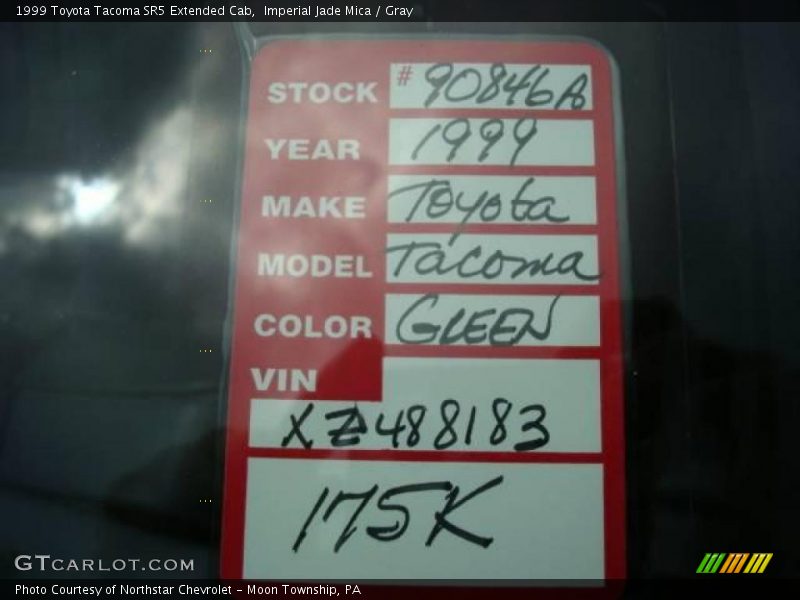 1999 Toyota Tacoma SR5 Extended Cab, Imperial Jade Mica / Gray
STOCK # 90846A
YEAR 1999
MAKE Toyota
MODEL Tacoma
COLOR GREEN
VIN
XZ488183
175K
GTCARLOT.COM
Photo Courtesy of Northstar Chevrolet - Moon Township, PA